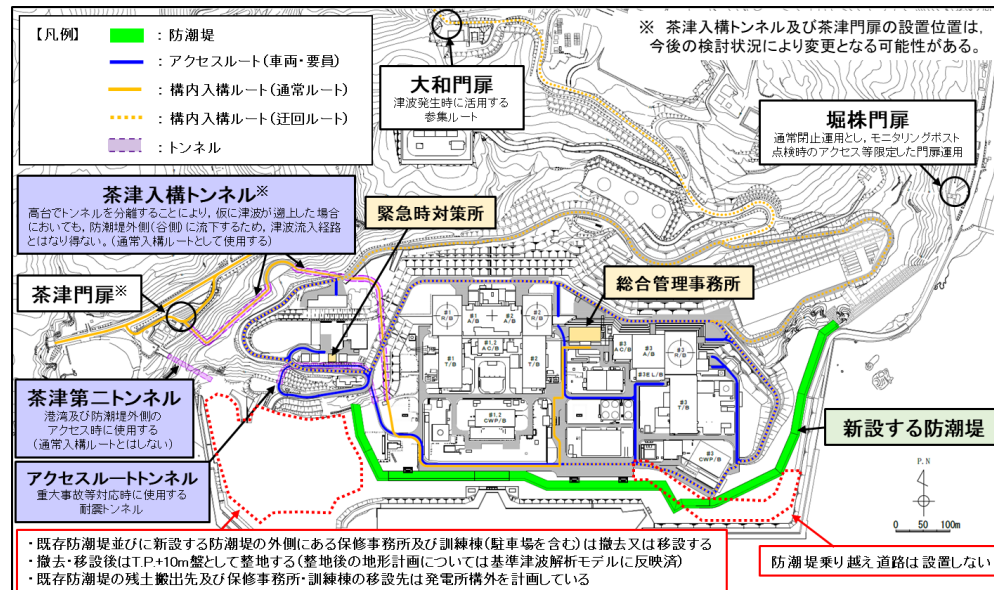 【凡例】
：防潮堤
：アクセスルート(車両・要員)
：構内入構ルート(通常ルート)
：構内入構ルート(迂回ルート)
：トンネル
※ 茶津入構トンネル及び茶津門扉の設置位置は，
今後の検討状況により変更となる可能性がある。
大和門扉
津波発生時に活用する
参集ルート
堀株門扉
通常閉止運用とし，モニタリングポスト
点検時のアクセス等限定した門扉運用
茶津入構トンネル※
高台でトンネルを分離することにより，仮に津波が遡上した場合
においても，防潮堤外側(谷側)に流下するため，津波流入経路
とはなり得ない。(通常入構ルートとして使用する)
緊急時対策所
総合管理事務所
茶津門扉※
茶津第二トンネル
港湾及び防潮堤外側の
アクセス時に使用する
(通常入構ルートとはしない)
アクセスルートトンネル
重大事故等対応時に使用する
耐震トンネル
新設する防潮堤
#1
R/B
#1
A/B
#2
A/B
#2
R/B
#1
T/B
#1,2
AC/B
#2
T/B
#1,2
CWP/B
#3
AC/B
#3
A/B
#3
R/B
#3EL/B
#3
T/B
#3
CWP/B
P.N
0 50 100m
・既存防潮堤並びに新設する防潮堤の外側にある保修事務所及び訓練棟(駐車場を含む)は撤去又は移設する
・撤去・移設後はT.P.+10m盤として整地する(整地後の地形計画については基準津波解析モデルに反映済)
・既存防潮堤の残土搬出先及び保修事務所・訓練棟の移設先は発電所構外を計画している
防潮堤乗り越え道路は設置しない